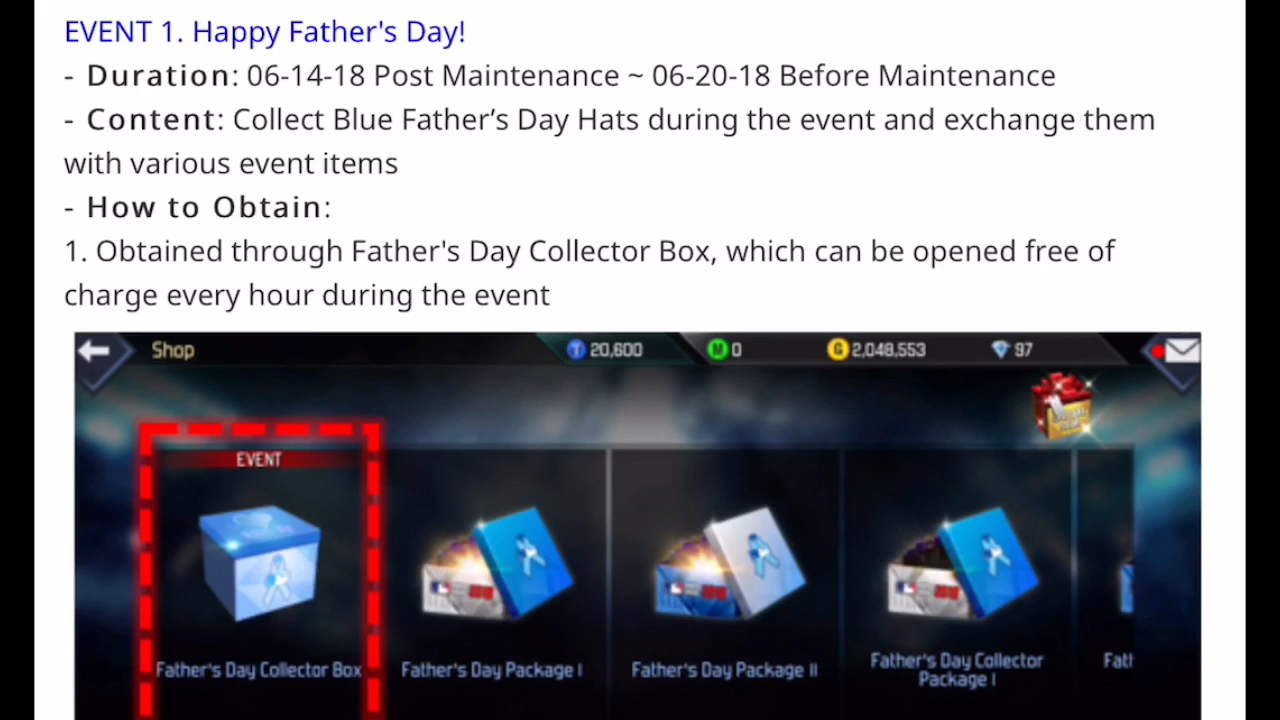 EVENT 1. Happy Father's Day!
- Duration: 06-14-18 Post Maintenance ~ 06-20-18 Before Maintenance
- Content: Collect Blue Father’s Day Hats during the event and exchange them
with various event items
- How to Obtain:
1. Obtained through Father's Day Collector Box, which can be opened free of
charge every hour during the event
Shop
T 20,600
M 0
G 2,048,553
97
EVENT
Father's Day Collector Box
Father's Day Package I
Father's Day Package II
Father's Day Collector
Package I
Fath